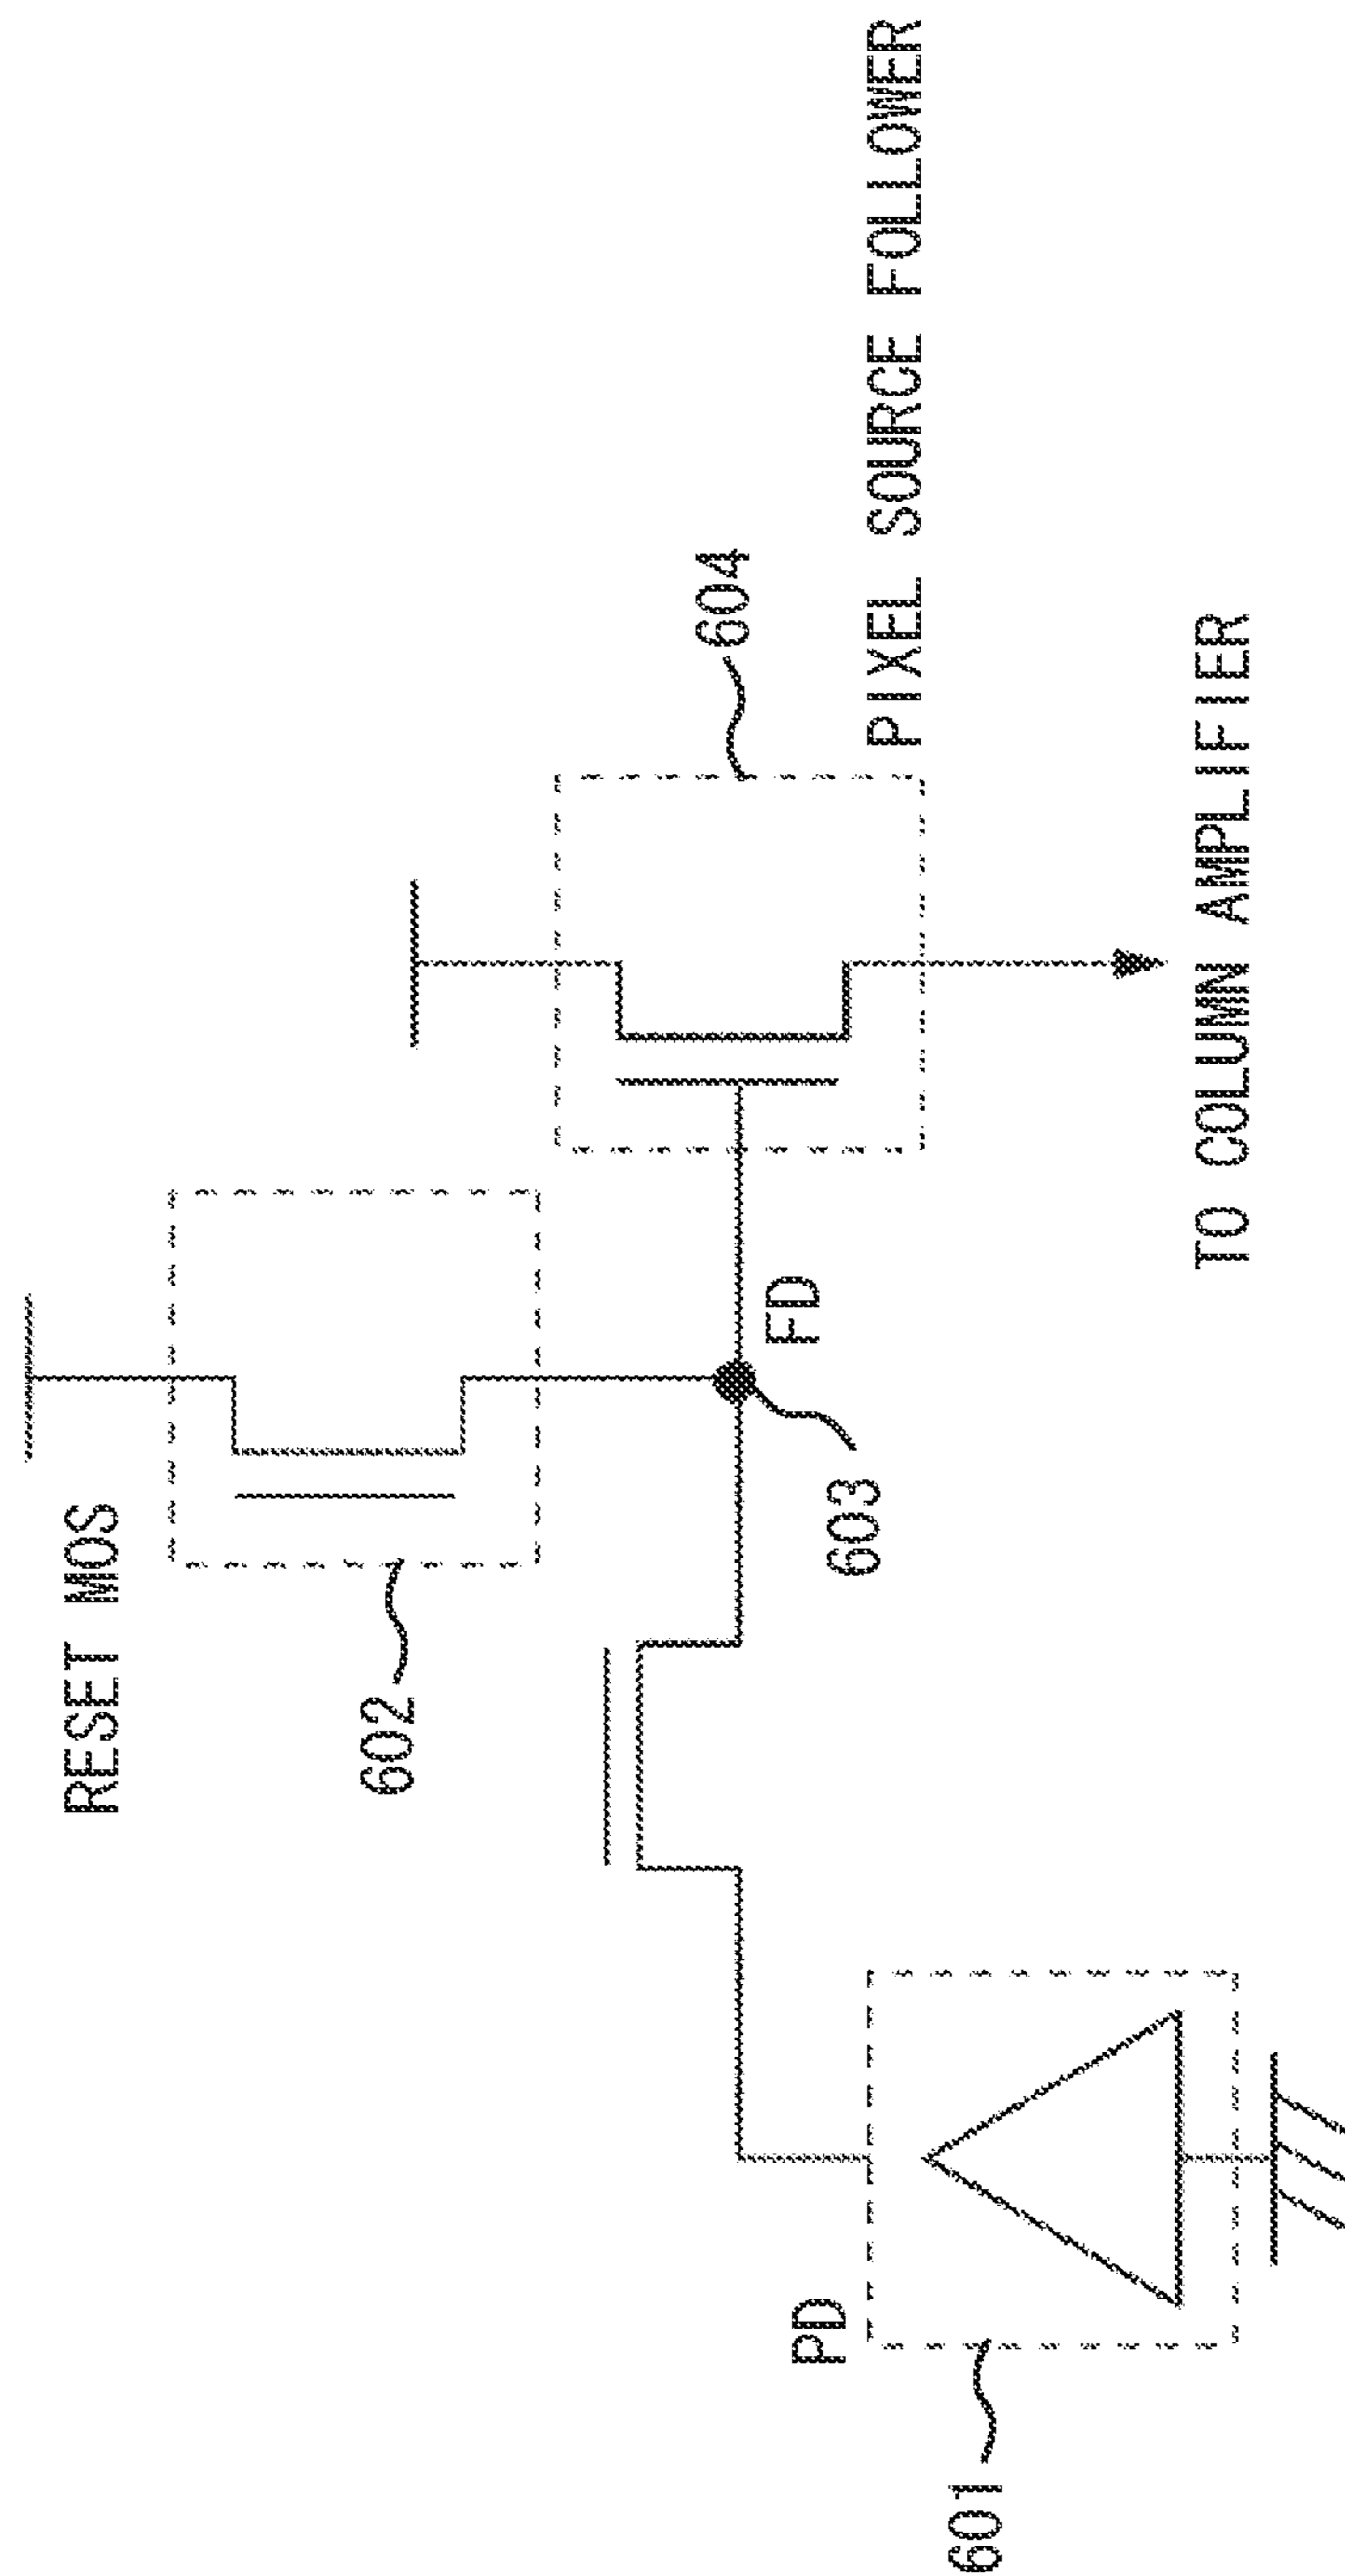 RESET MOS
602
604
PIXEL SOURCE FOLLOWER
FD
603
PD
601
TO COLUMN AMPLIFIER